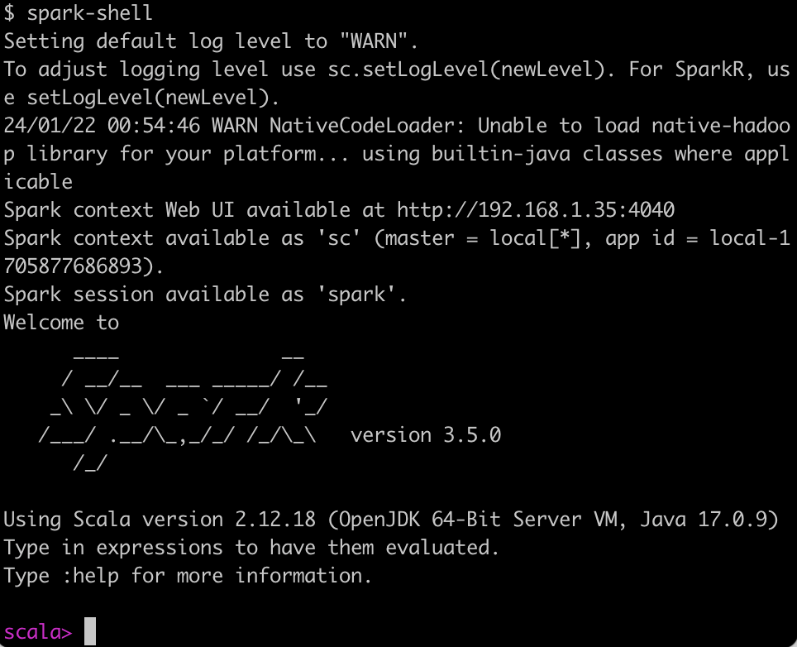 $ spark-shell
Setting default log level to "WARN".
To adjust logging level use sc.setLogLevel(newLevel). For SparkR, us
e setLogLevel(newLevel).
24/01/22 00:54:46 WARN NativeCodeLoader: Unable to load native-hadoo
p library for your platform... using builtin-java classes where appl
icable
Spark context Web UI available at http://192.168.1.35:4040
Spark context available as 'sc' (master = local[*], app id = local-1
705877686893).
Spark session available as 'spark'.
Welcome to
      ____              __
     / __/__  ___ _____/ /__
    _\ \/ _ \/ _ `/ __/  '_/
   /___/ .__/\_,_/_/ /_/\_\   version 3.5.0
      /_/

Using Scala version 2.12.18 (OpenJDK 64-Bit Server VM, Java 17.0.9)
Type in expressions to have them evaluated.
Type :help for more information.

scala>